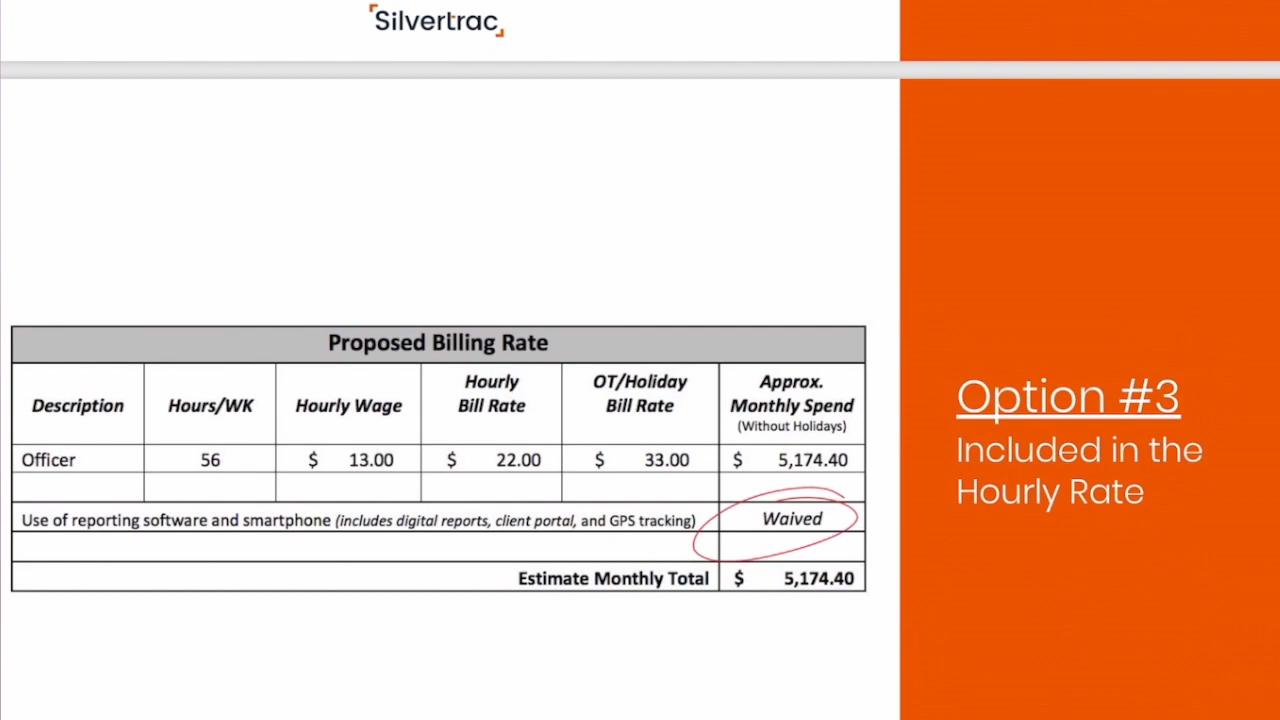 Silvertrac
Proposed Billing Rate
Description
Hours/WK
Hourly Wage
Hourly
Bill Rate
OT/Holiday
Bill Rate
Approx.
Monthly Spend
(Without Holidays)
Officer
56
$ 13.00
$ 22.00
$ 33.00
$ 5,174.40
Use of reporting software and smartphone (includes digital reports, client portal, and GPS tracking)
Waived
Estimate Monthly Total
$ 5,174.40
Option #3
Included in the
Hourly Rate